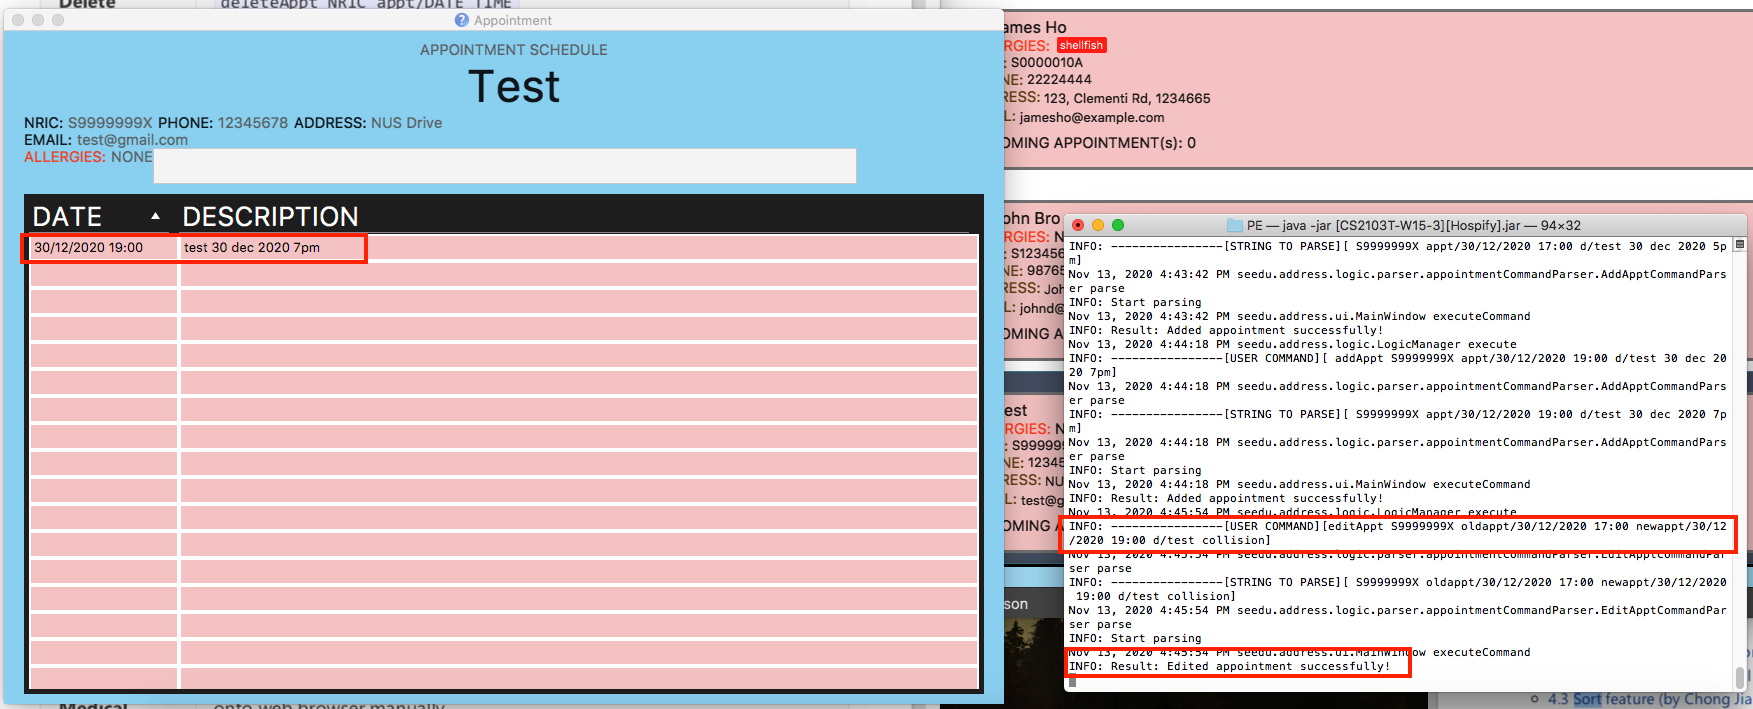 Delete
deleteAppt NRIC appt/DATE TIME
Appointment
APPOINTMENT SCHEDULE
Test
NRIC: S9999999X PHONE: 12345678 ADDRESS: NUS Drive
EMAIL: test@gmail.com
ALLERGIES: NONE
DATE DESCRIPTION
30/12/2020 19:00 test 30 dec 2020 7pm
Medical
onto web browser manually
ames Ho
RGIES: shellfish
: S0000010A
NE: 22224444
RESS: 123, Clementi Rd, 1234665
L: jamesho@example.com
OMING APPOINTMENT(s): 0
ohn Bro
RGIES: N
: S123456
NE: 98765
RESS: Joh
L: johnd@
OMING A
est
RGIES: N
: S999999
NE: 12345
RESS: NU
L: test@g
OMING A
son
PE — java -jar [CS2103T-W15-3][Hospify].jar — 94×32
INFO: ----------------[STRING TO PARSE][ S9999999X appt/30/12/2020 17:00 d/test 30 dec 2020 5p
m]
Nov 13, 2020 4:43:42 PM seedu.address.logic.parser.appointmentCommandParser.AddApptCommandPars
er parse
INFO: Start parsing
Nov 13, 2020 4:43:42 PM seedu.address.ui.MainWindow executeCommand
INFO: Result: Added appointment successfully!
Nov 13, 2020 4:44:18 PM seedu.address.logic.LogicManager execute
INFO: ----------------[USER COMMAND][ addAppt S9999999X appt/30/12/2020 19:00 d/test 30 dec 20
20 7pm]
Nov 13, 2020 4:44:18 PM seedu.address.logic.parser.appointmentCommandParser.AddApptCommandPars
er parse
INFO: ----------------[STRING TO PARSE][ S9999999X appt/30/12/2020 19:00 d/test 30 dec 2020 7p
m]
Nov 13, 2020 4:44:18 PM seedu.address.logic.parser.appointmentCommandParser.AddApptCommandPars
er parse
INFO: Start parsing
Nov 13, 2020 4:44:18 PM seedu.address.ui.MainWindow executeCommand
INFO: Result: Added appointment successfully!
Nov 13, 2020 4:45:54 PM seedu.address.logic.LogicManager execute
INFO: ----------------[USER COMMAND][editAppt S9999999X oldappt/30/12/2020 17:00 newappt/30/12
/2020 19:00 d/test collision]
Nov 13, 2020 4:45:54 PM seedu.address.logic.parser.appointmentCommandParser.EditApptCommandPar
ser parse
INFO: ----------------[STRING TO PARSE][ S9999999X oldappt/30/12/2020 17:00 newappt/30/12/2020
19:00 d/test collision]
Nov 13, 2020 4:45:54 PM seedu.address.logic.parser.appointmentCommandParser.EditApptCommandPar
ser parse
INFO: Start parsing
Nov 13, 2020 4:45:54 PM seedu.address.ui.MainWindow executeCommand
INFO: Result: Edited appointment successfully!
4.3 Sort feature (by Chong Jia